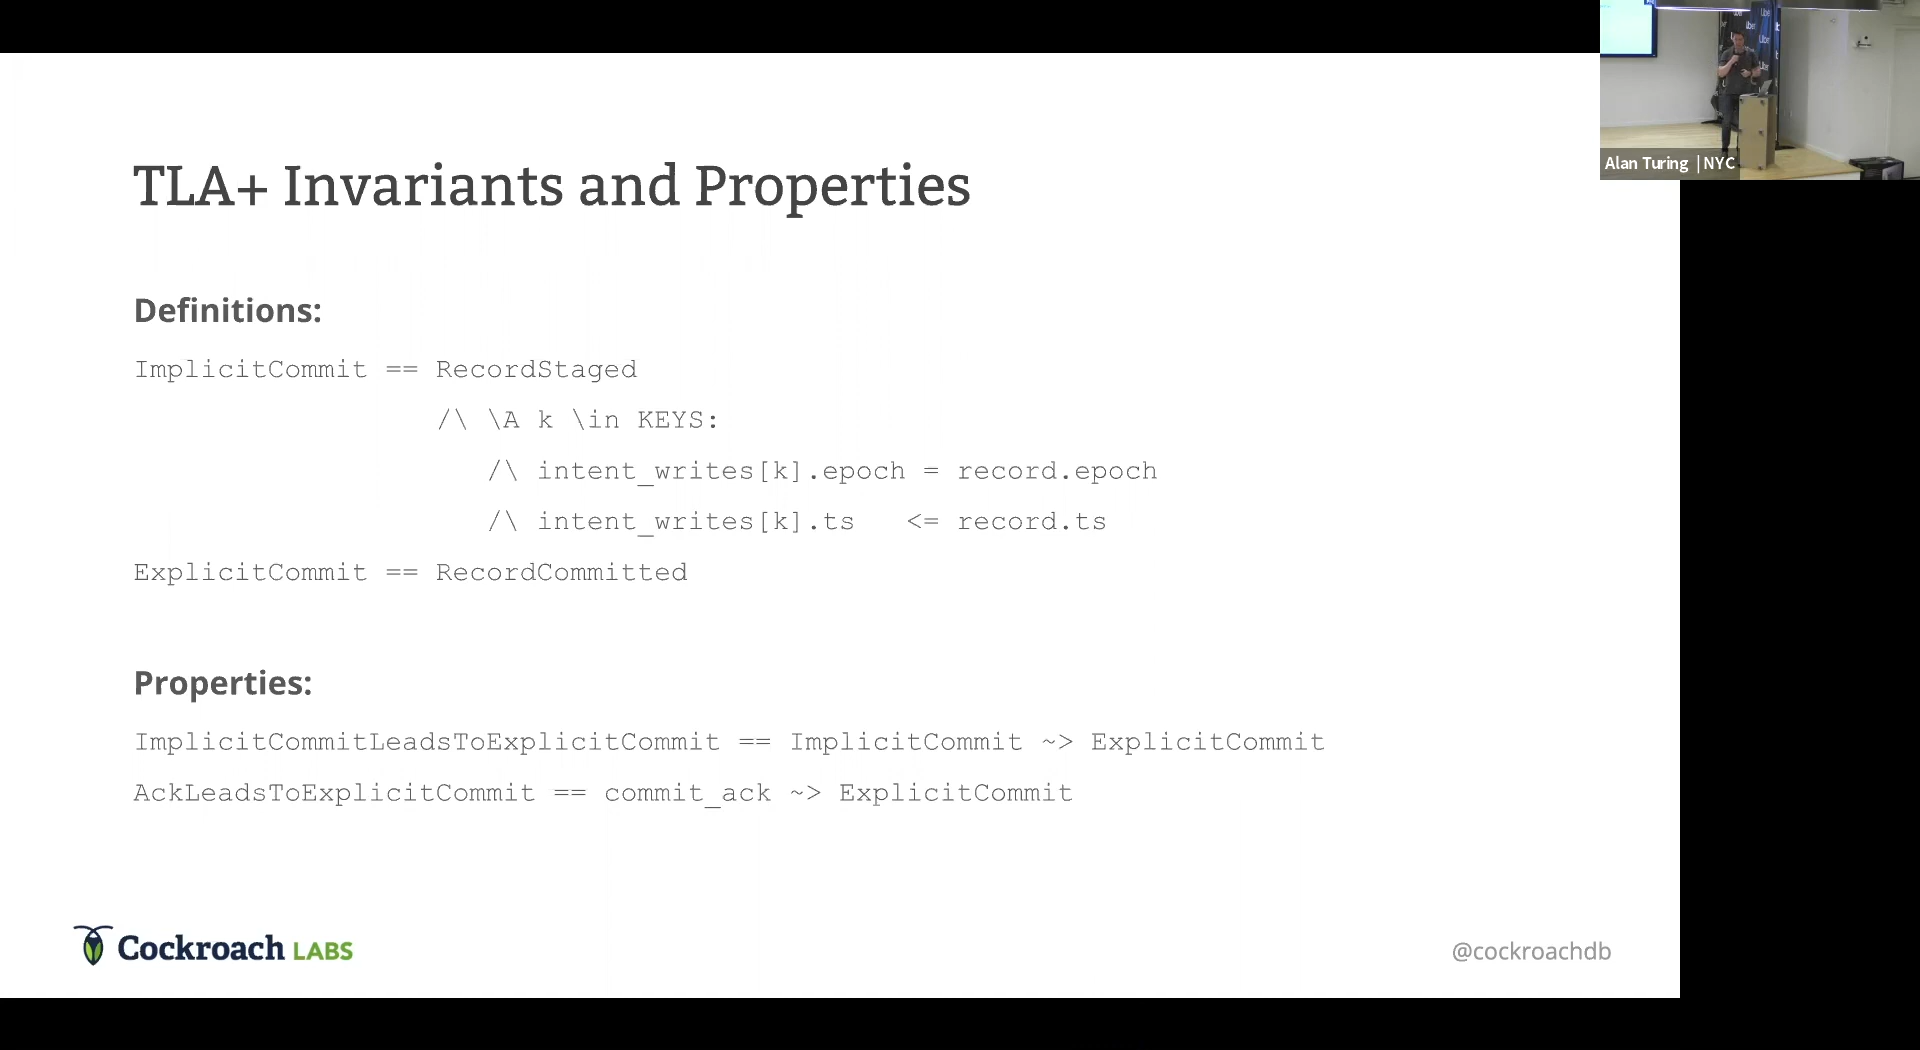 TLA+ Invariants and Properties
Definitions:
ImplicitCommit == RecordStaged
/\ \A k \in KEYS:
/\ intent_writes[k].epoch = record.epoch
/\ intent_writes[k].ts <= record.ts
ExplicitCommit == RecordCommitted
Properties:
ImplicitCommitLeadsToExplicitCommit == ImplicitCommit ~> ExplicitCommit
AckLeadsToExplicitCommit == commit_ack ~> ExplicitCommit
Cockroach LABS
@cockroachdb
Uber
Alan Turing | NYC